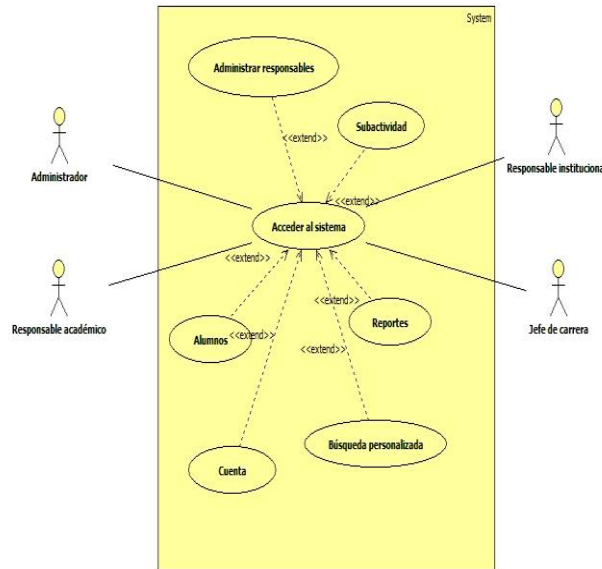 System
Administrar responsables
<<extend>>
Subactividad
Administrador
Responsable instituciona
<<extend>>
Acceder al sistema
<<extend>>
Responsable académico
Jefe de carrera
<<extend>>
Alumnos
<<extend>>
Reportes
<<extend>>
Búsqueda personalizada
Cuenta